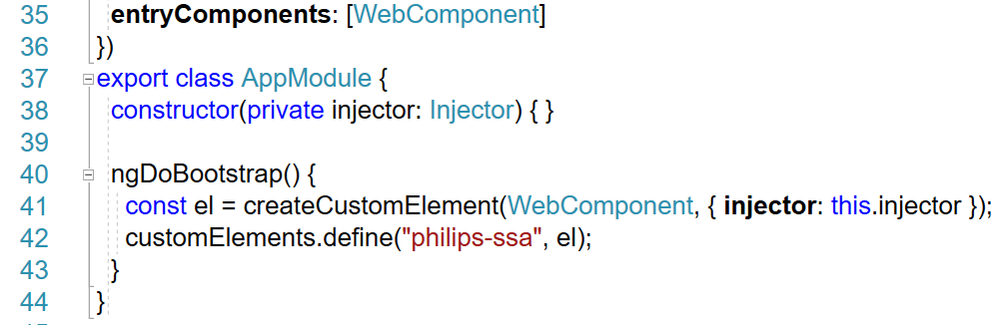 35 entryComponents: [WebComponent]
36 })
37 export class AppModule {
38 constructor(private injector: Injector) { }
39
40 ngDoBootstrap() {
41 const el = createCustomElement(WebComponent, { injector: this.injector });
42 customElements.define("philips-ssa", el);
43 }
44 }